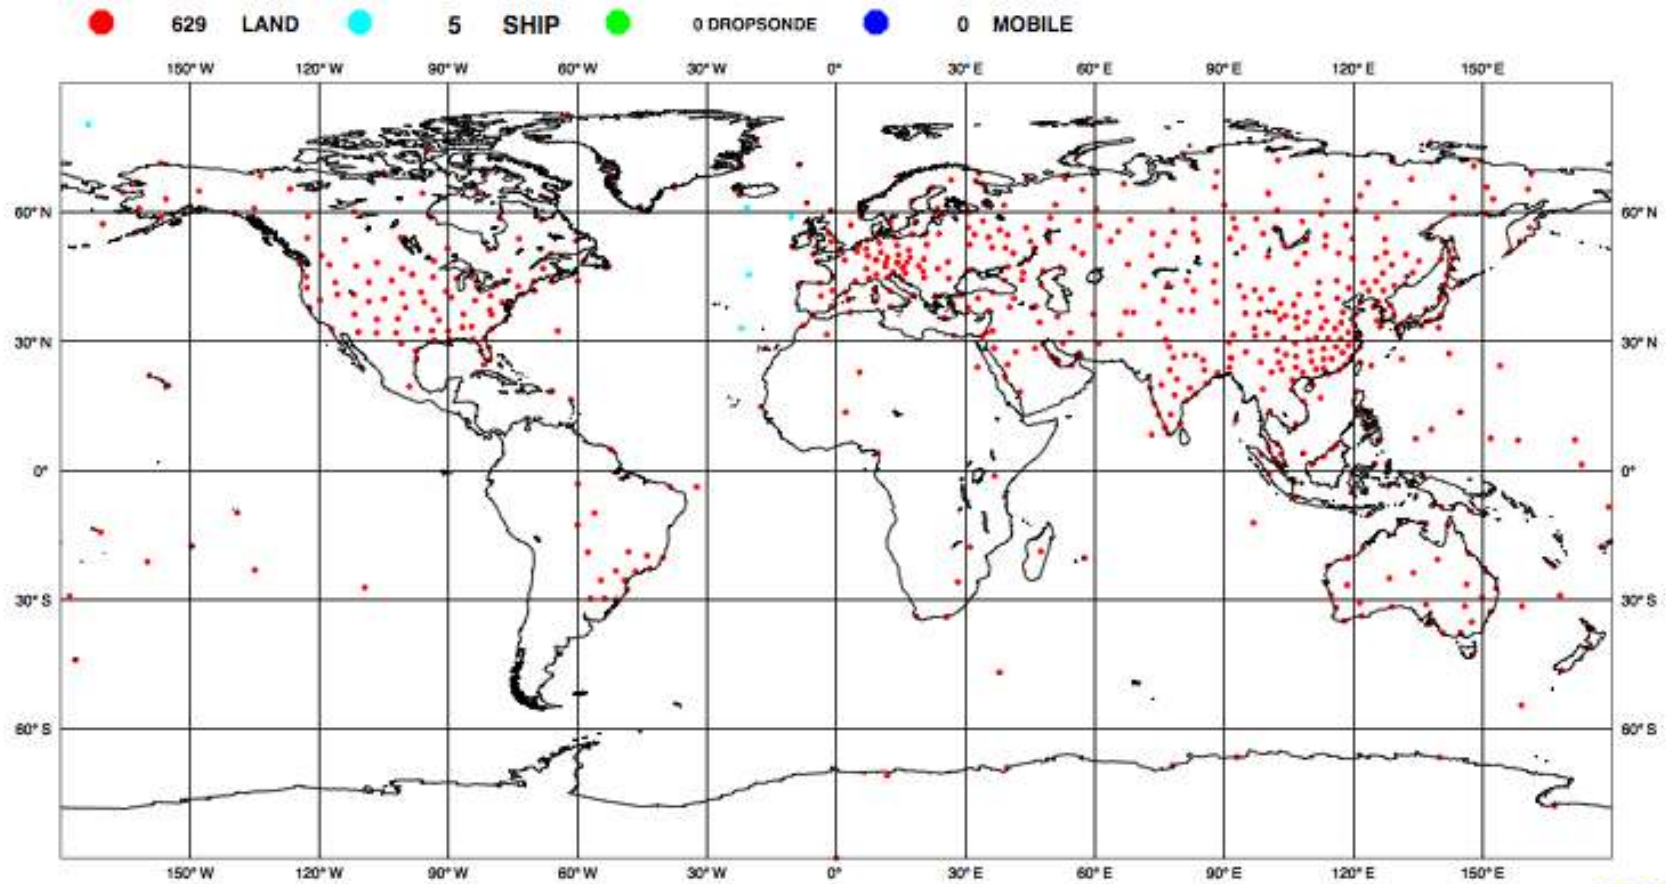 629 LAND 5 SHIP 0 DROPSONDE 0 MOBILE
150° W 120° W 90° W 60° W 30° W 0° 30° E 60° E 90° E 120° E 150° E
60° N 60° N
30° N 30° N
0° 0°
30° S 30° S
60° S 60° S
150° W 120° W 90° W 60° W 30° W 0° 30° E 60° E 90° E 120° E 150° E